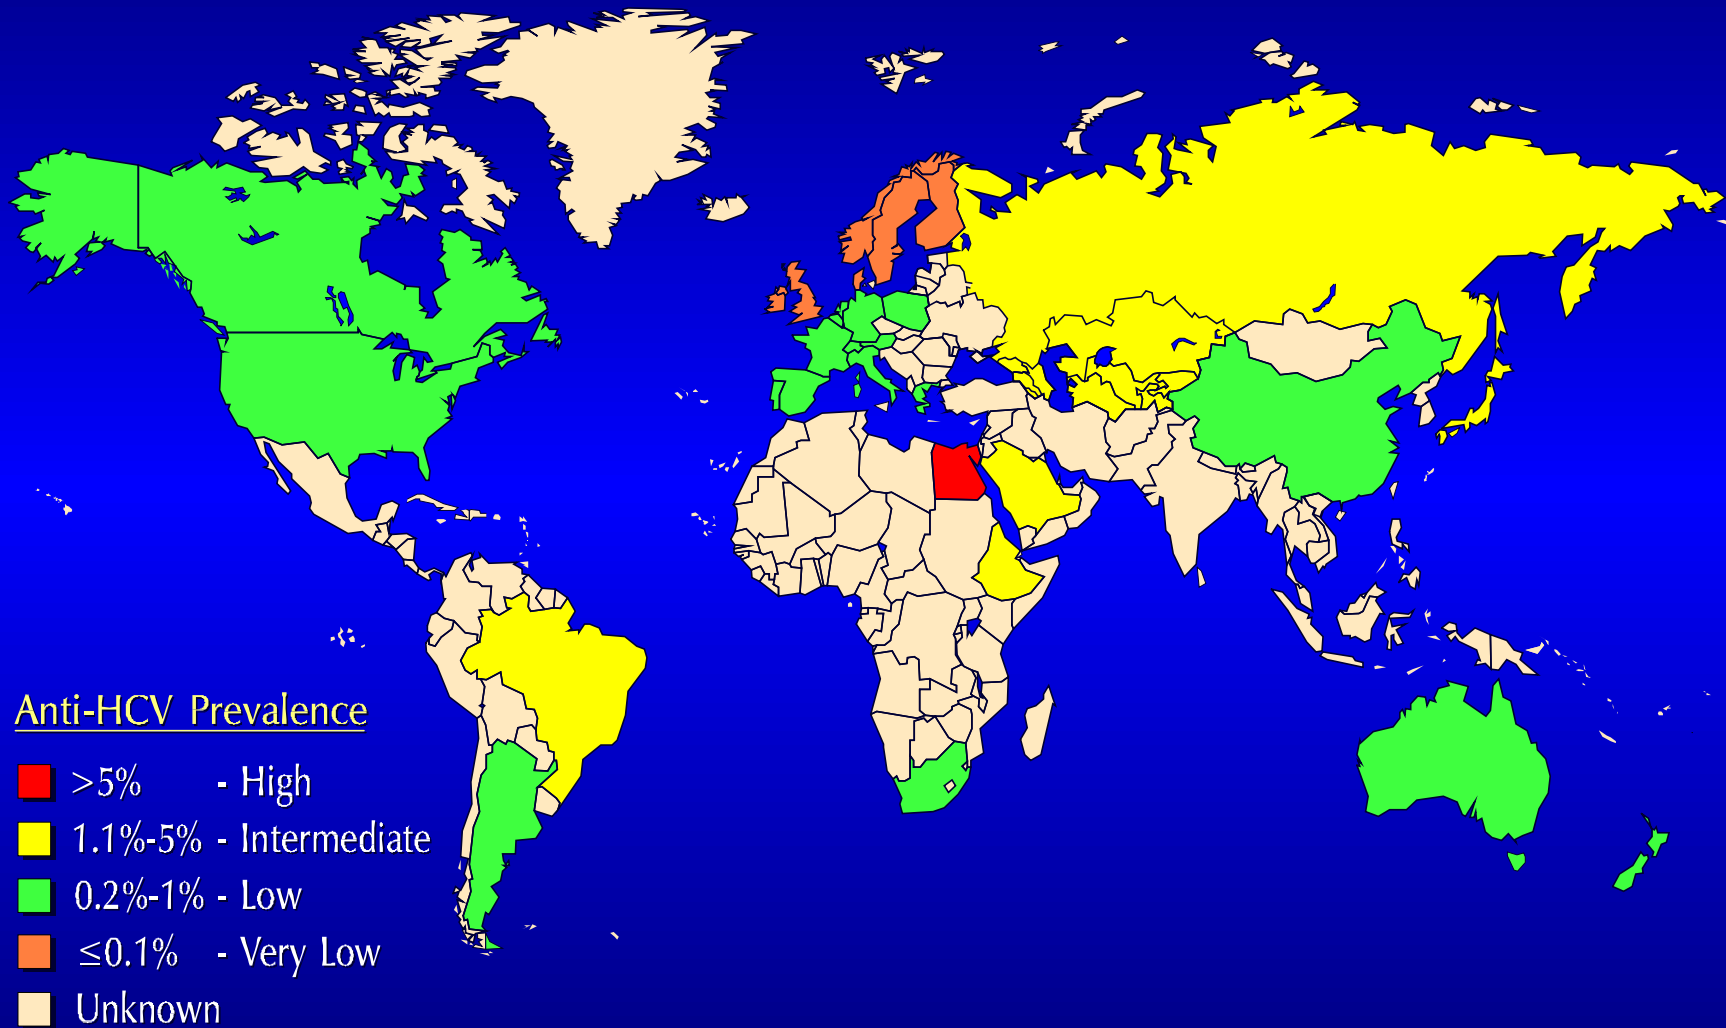 Anti-HCV Prevalence
>5% - High
1.1%-5% - Intermediate
0.2%-1% - Low
≤0.1% - Very Low
Unknown